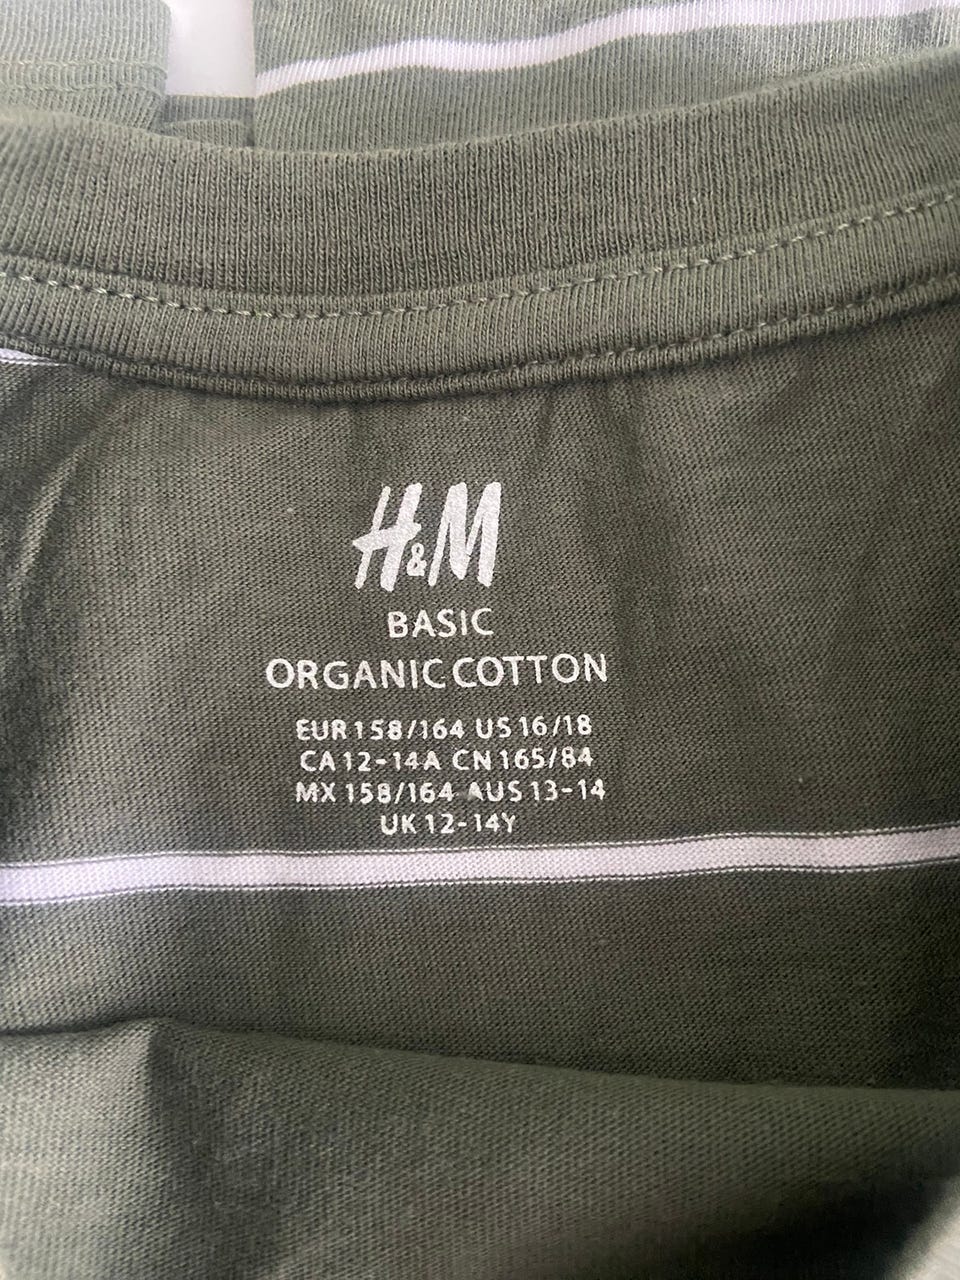 H&M
BASIC
ORGANIC COTTON
EUR 158/164 US 16/18
CA 12-14A CN 165/84
MX 158/164 AUS 13-14
UK 12-14Y